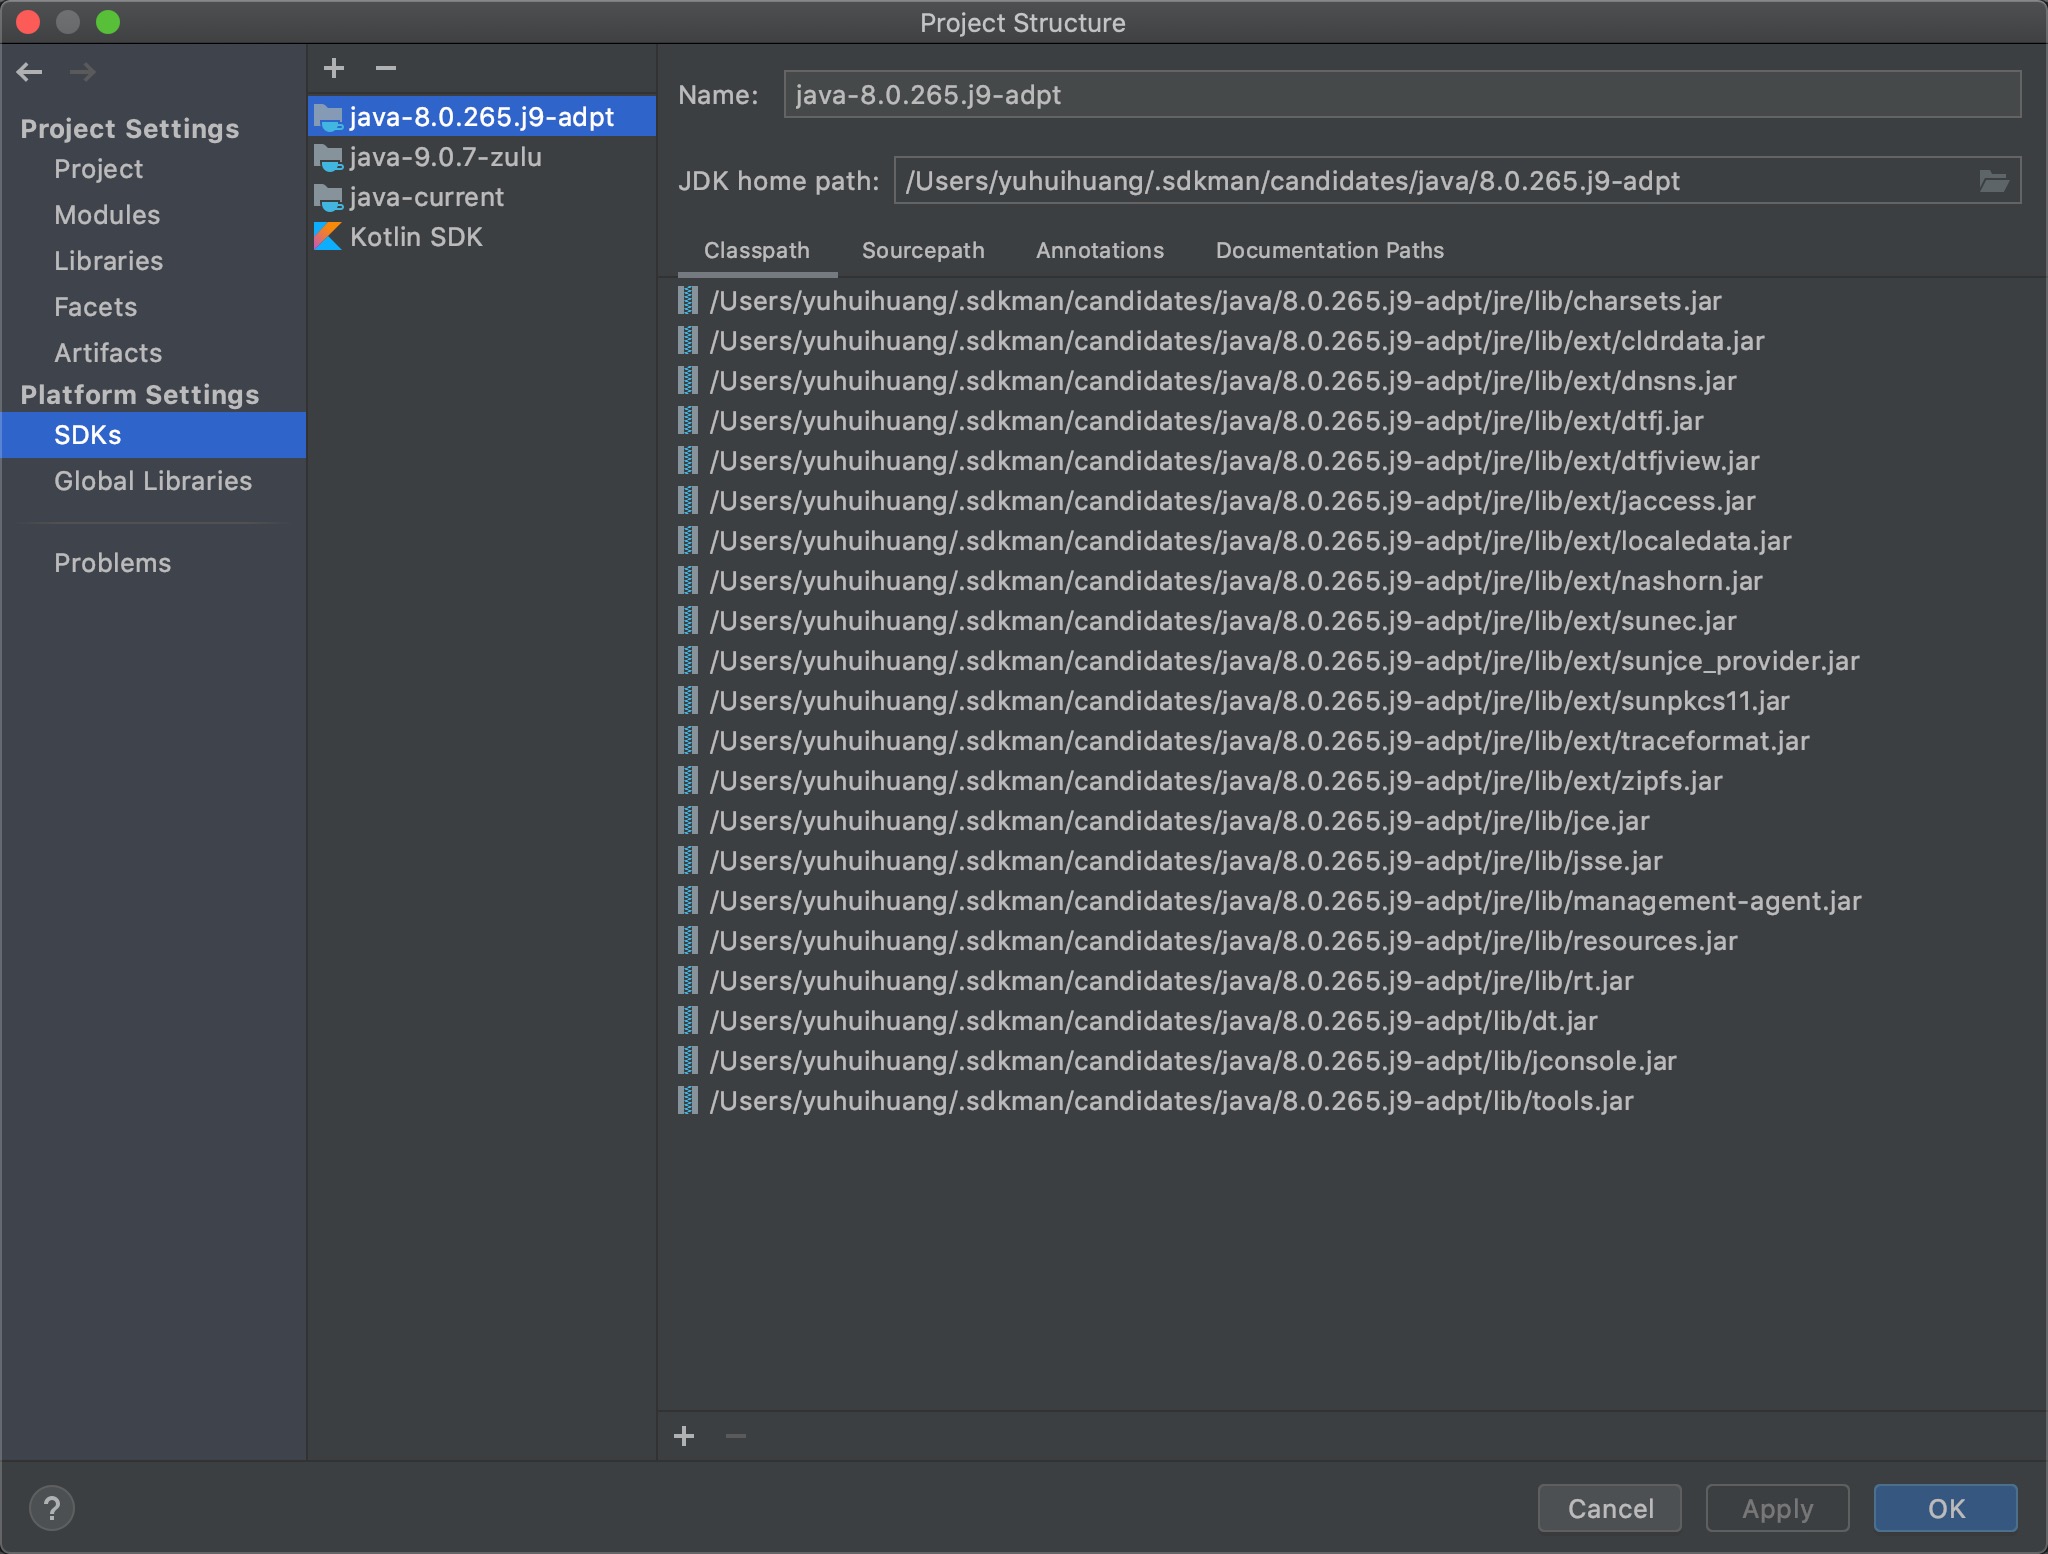 Project Structure
Project Settings
Project
Modules
Libraries
Facets
Artifacts
Platform Settings
SDKs
Global Libraries
Problems
java-8.0.265.j9-adpt
java-9.0.7-zulu
java-current
Kotlin SDK
Name: java-8.0.265.j9-adpt
JDK home path: /Users/yuhuihuang/.sdkman/candidates/java/8.0.265.j9-adpt
Classpath Sourcepath Annotations Documentation Paths
/Users/yuhuihuang/.sdkman/candidates/java/8.0.265.j9-adpt/jre/lib/charsets.jar
/Users/yuhuihuang/.sdkman/candidates/java/8.0.265.j9-adpt/jre/lib/ext/cldrdata.jar
/Users/yuhuihuang/.sdkman/candidates/java/8.0.265.j9-adpt/jre/lib/ext/dnsns.jar
/Users/yuhuihuang/.sdkman/candidates/java/8.0.265.j9-adpt/jre/lib/ext/dtfj.jar
/Users/yuhuihuang/.sdkman/candidates/java/8.0.265.j9-adpt/jre/lib/ext/dtfjview.jar
/Users/yuhuihuang/.sdkman/candidates/java/8.0.265.j9-adpt/jre/lib/ext/jaccess.jar
/Users/yuhuihuang/.sdkman/candidates/java/8.0.265.j9-adpt/jre/lib/ext/localedata.jar
/Users/yuhuihuang/.sdkman/candidates/java/8.0.265.j9-adpt/jre/lib/ext/nashorn.jar
/Users/yuhuihuang/.sdkman/candidates/java/8.0.265.j9-adpt/jre/lib/ext/sunec.jar
/Users/yuhuihuang/.sdkman/candidates/java/8.0.265.j9-adpt/jre/lib/ext/sunjce_provider.jar
/Users/yuhuihuang/.sdkman/candidates/java/8.0.265.j9-adpt/jre/lib/ext/sunpkcs11.jar
/Users/yuhuihuang/.sdkman/candidates/java/8.0.265.j9-adpt/jre/lib/ext/traceformat.jar
/Users/yuhuihuang/.sdkman/candidates/java/8.0.265.j9-adpt/jre/lib/ext/zipfs.jar
/Users/yuhuihuang/.sdkman/candidates/java/8.0.265.j9-adpt/jre/lib/jce.jar
/Users/yuhuihuang/.sdkman/candidates/java/8.0.265.j9-adpt/jre/lib/jsse.jar
/Users/yuhuihuang/.sdkman/candidates/java/8.0.265.j9-adpt/jre/lib/management-agent.jar
/Users/yuhuihuang/.sdkman/candidates/java/8.0.265.j9-adpt/jre/lib/resources.jar
/Users/yuhuihuang/.sdkman/candidates/java/8.0.265.j9-adpt/jre/lib/rt.jar
/Users/yuhuihuang/.sdkman/candidates/java/8.0.265.j9-adpt/lib/dt.jar
/Users/yuhuihuang/.sdkman/candidates/java/8.0.265.j9-adpt/lib/jconsole.jar
/Users/yuhuihuang/.sdkman/candidates/java/8.0.265.j9-adpt/lib/tools.jar
? Cancel Apply OK